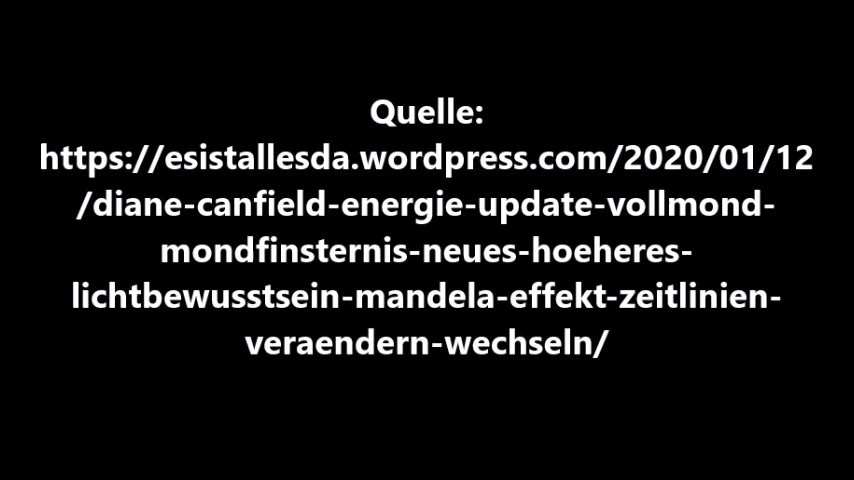 Quelle:
https://esistallesda.wordpress.com/2020/01/12
/diane-canfield-energie-update-vollmond-
mondfinsternis-neues-hoeheres-
lichtbewusstsein-mandela-effekt-zeitlinien-
veraendern-wechseln/